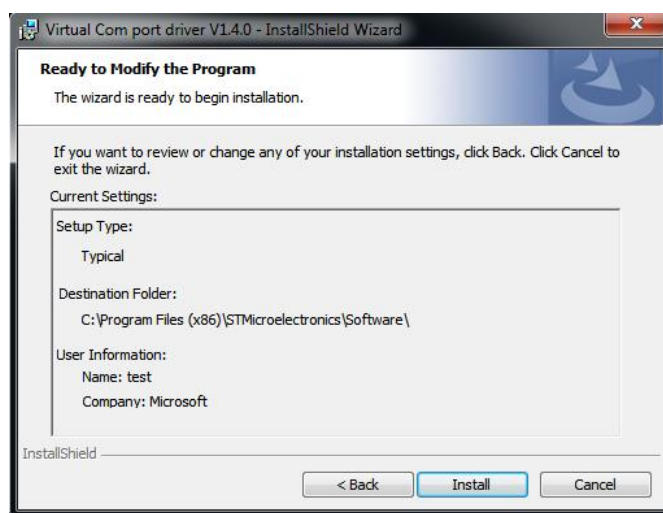 Virtual Com port driver V1.4.0 - InstallShield Wizard
Ready to Modify the Program
The wizard is ready to begin installation.
If you want to review or change any of your installation settings, click Back. Click Cancel to
exit the wizard.
Current Settings:
Setup Type:
Typical
Destination Folder:
C:\Program Files (x86)\STMicroelectronics\Software\
User Information:
Name: test
Company: Microsoft
InstallShield
< Back
Install
Cancel